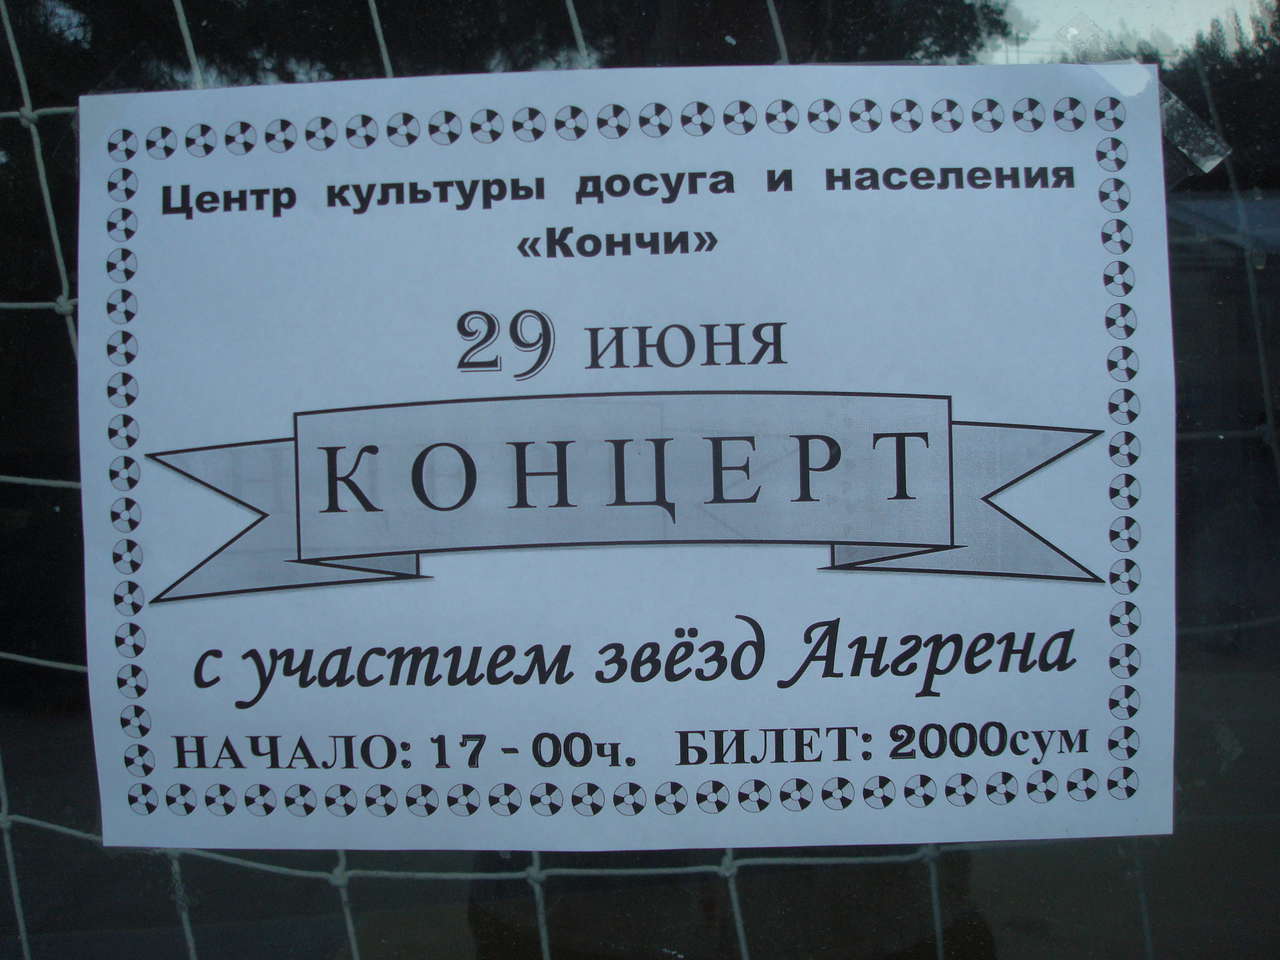 Центр культуры досуга и населения
«Кончи»
29 июня
КОНЦЕРТ
с участием звёзд Ангрена
НАЧАЛО: 17 - 00ч. БИЛЕТ: 2000сум